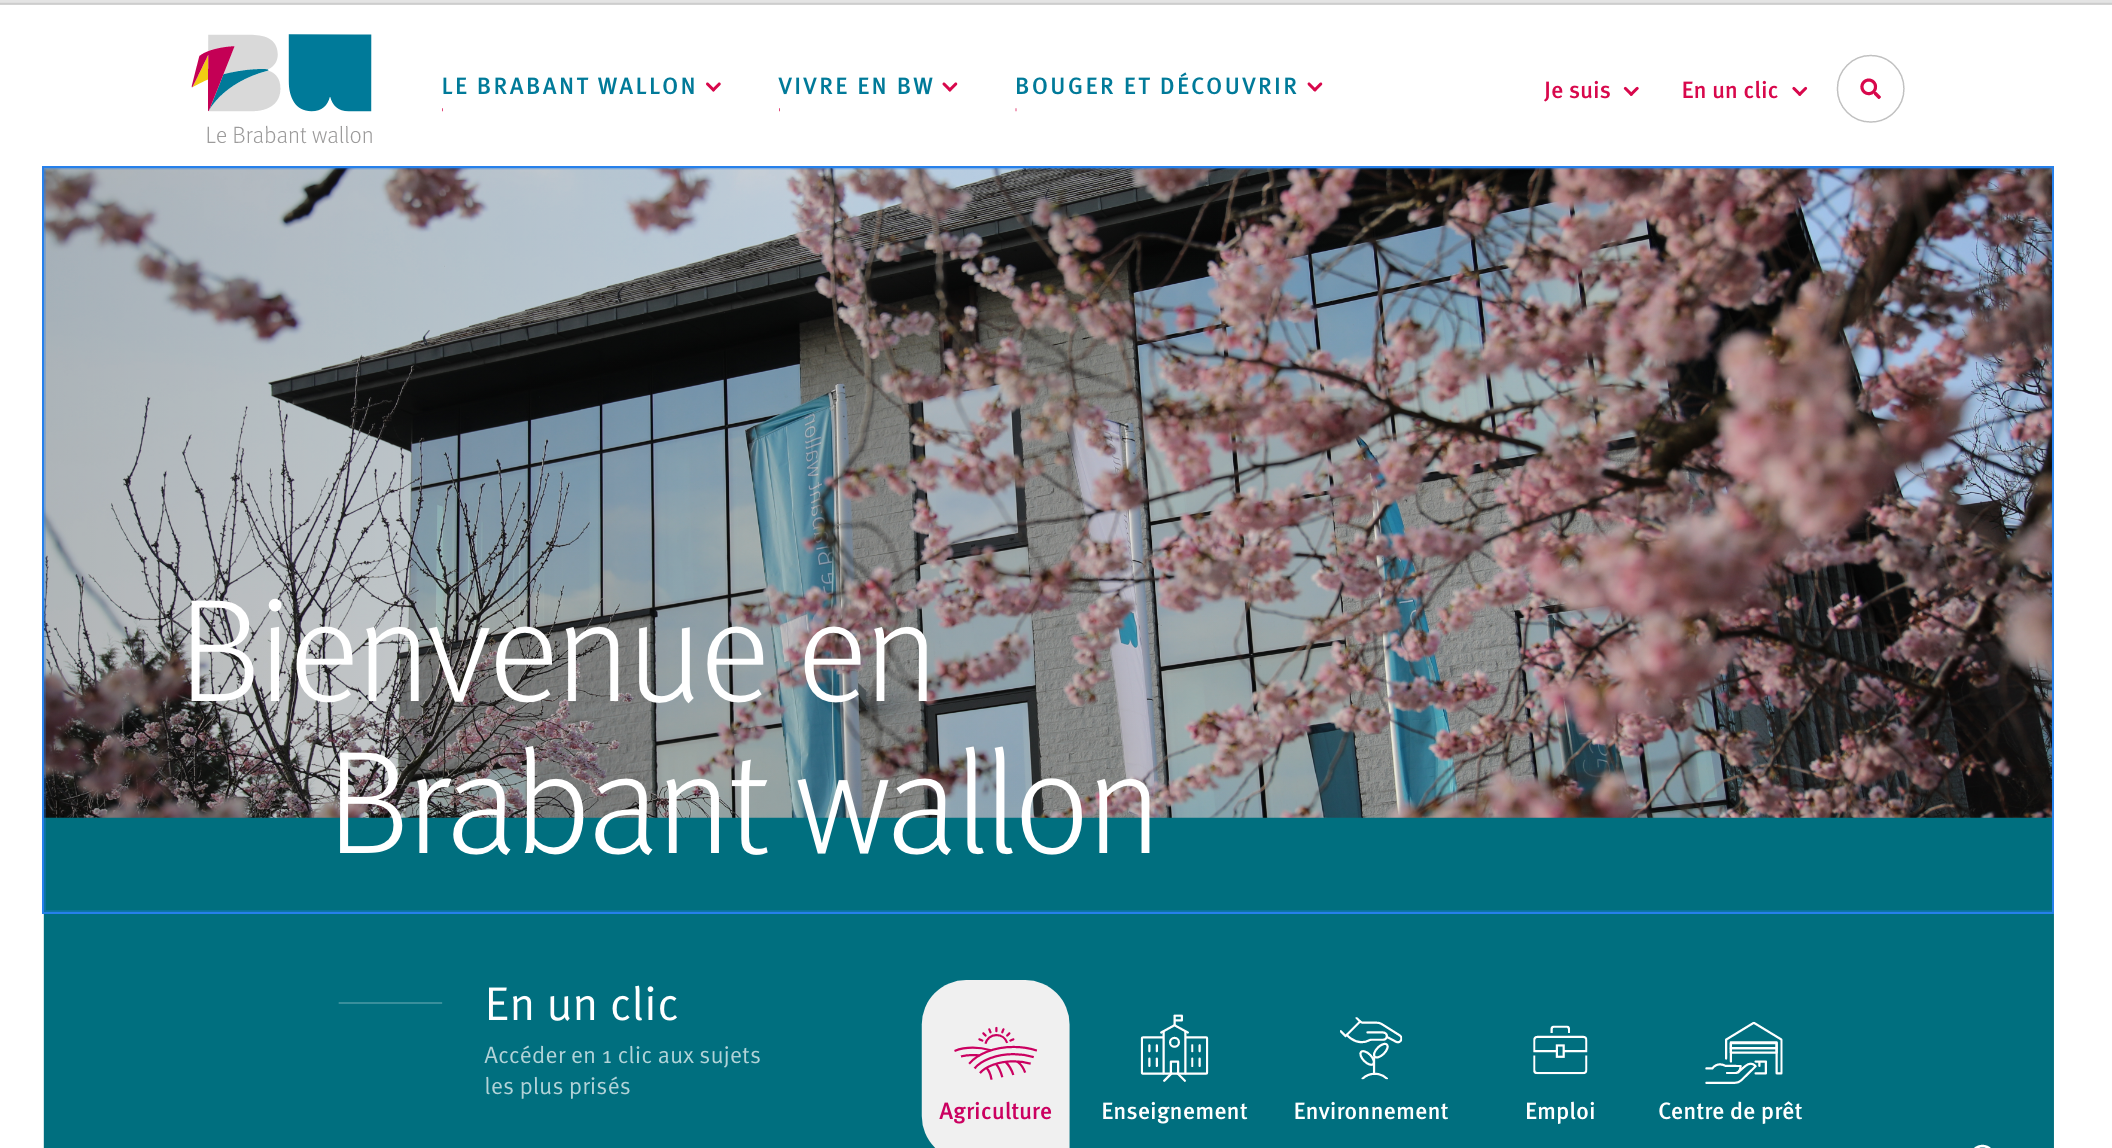 Le Brabant wallon
LE BRABANT WALLON
VIVRE EN BW
BOUGER ET DÉCOUVRIR
Je suis
En un clic
Bienvenue en
Brabant wallon
En un clic
Accéder en 1 clic aux sujets
les plus prisés
Agriculture
Enseignement
Environnement
Emploi
Centre de prêt